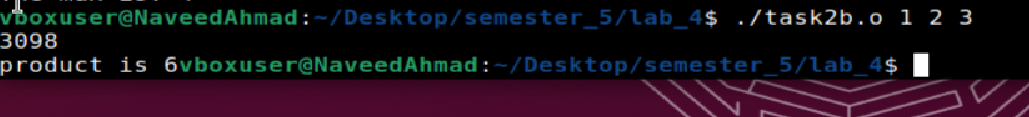 vboxuser@NaveedAhmad:~/Desktop/semester_5/lab_4$ ./task2b.o 1 2 3
3098
product is 6vboxuser@NaveedAhmad:~/Desktop/semester_5/lab_4$